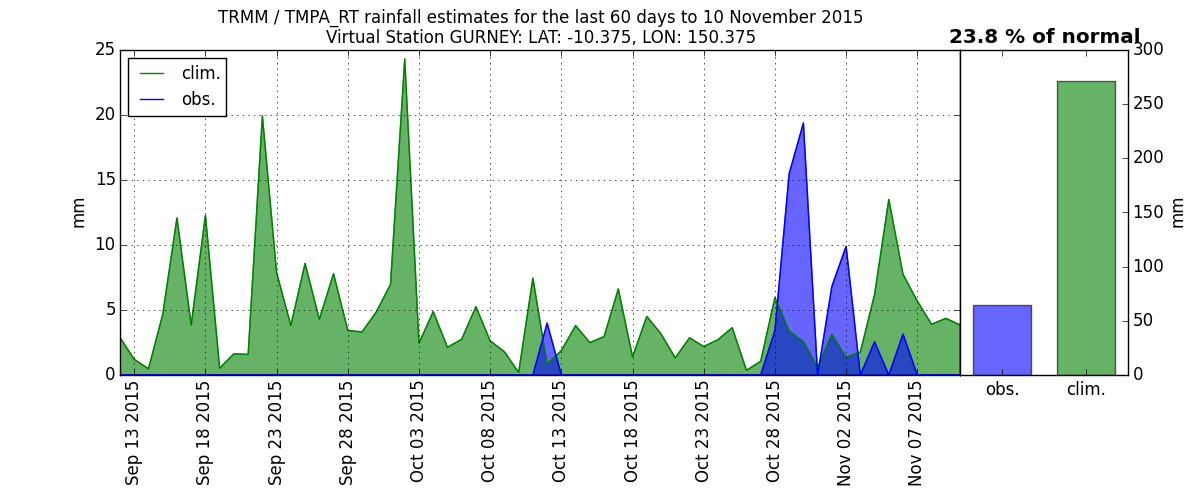 TRMM / TMPA_RT rainfall estimates for the last 60 days to 10 November 2015
Virtual Station GURNEY: LAT: -10.375, LON: 150.375
23.8 % of normal
clim.
obs.
25
20
15
10
5
0
mm
Sep 13 2015
Sep 18 2015
Sep 23 2015
Sep 28 2015
Oct 03 2015
Oct 08 2015
Oct 13 2015
Oct 18 2015
Oct 23 2015
Oct 28 2015
Nov 02 2015
Nov 07 2015
obs.
clim.
300
250
200
150
100
50
0
mm